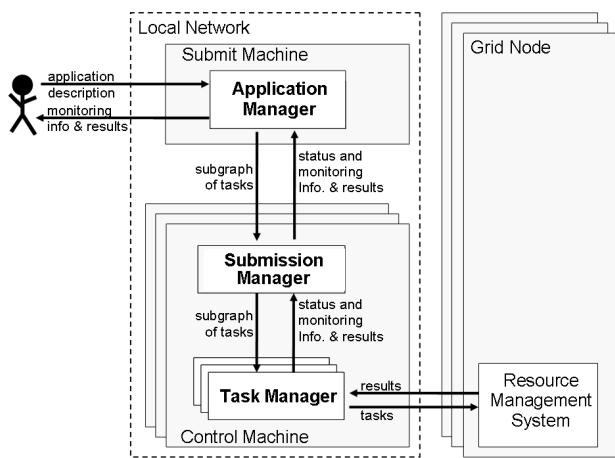 Local Network
Grid Node
Submit Machine
application
description
monitoring
info & results
Application
Manager
subgraph
of tasks
status and
monitoring
Info. & results
Submission
Manager
subgraph
of tasks
status and
monitoring
Info. & results
Task Manager
results
tasks
Resource
Management
System
Control Machine